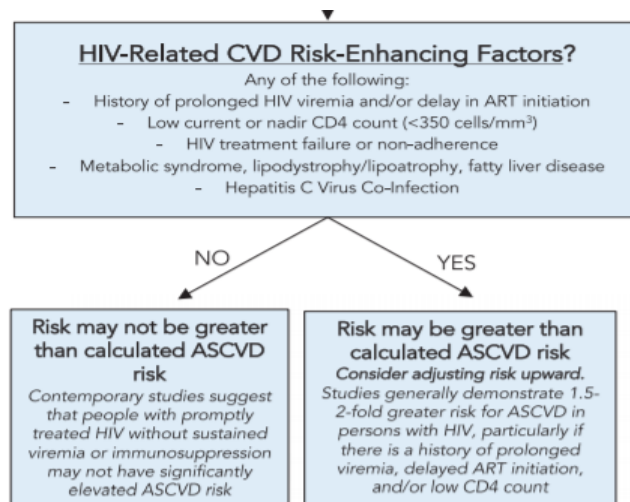 HIV-Related CVD Risk-Enhancing Factors?
Any of the following:
- History of prolonged HIV viremia and/or delay in ART initiation
- Low current or nadir CD4 count (<350 cells/mm³)
- HIV treatment failure or non-adherence
- Metabolic syndrome, lipodystrophy/lipoatrophy, fatty liver disease
- Hepatitis C Virus Co-Infection
NO
YES
Risk may not be greater
than calculated ASCVD
risk
Contemporary studies suggest
that people with promptly
treated HIV without sustained
viremia or immunosuppression
may not have significantly
elevated ASCVD risk
Risk may be greater than
calculated ASCVD risk
Consider adjusting risk upward.
Studies generally demonstrate 1.5-
2-fold greater risk for ASCVD in
persons with HIV, particularly if
there is a history of prolonged
viremia, delayed ART initiation,
and/or low CD4 count